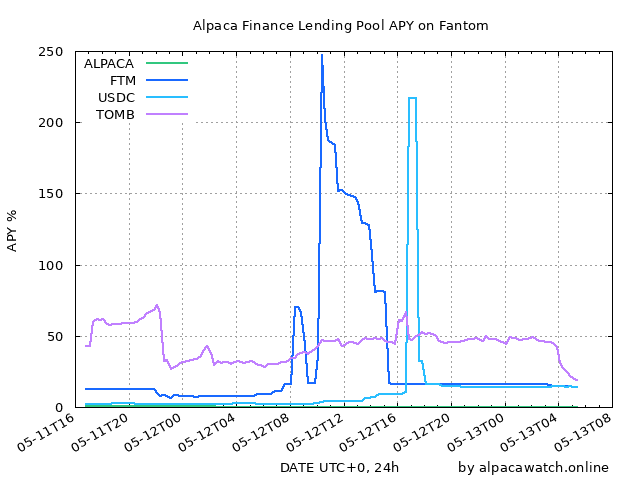 Alpaca Finance Lending Pool APY on Fantom
250
200
150
100
50
0
APY %
ALPACA
FTM
USDC
TOMB
05-11T16
05-11T20
05-12T00
05-12T04
05-12T08
05-12T12
05-12T16
05-12T20
05-13T00
05-13T04
05-13T08
DATE UTC+0, 24h
by alpacawatch.online